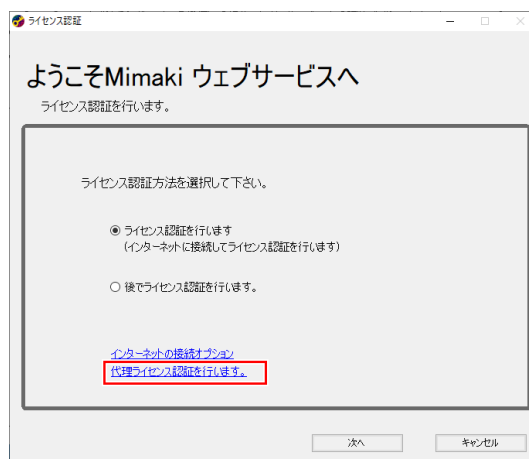 ライセンス認証
ようこそMimaki ウェブサービスへ
ライセンス認証を行います。
ライセンス認証方法を選択して下さい。
ライセンス認証を行います
(インターネットに接続してライセンス認証を行います)
後でライセンス認証を行います。
インターネットの接続オプション
代理ライセンス認証を行います。
次へ
キャンセル